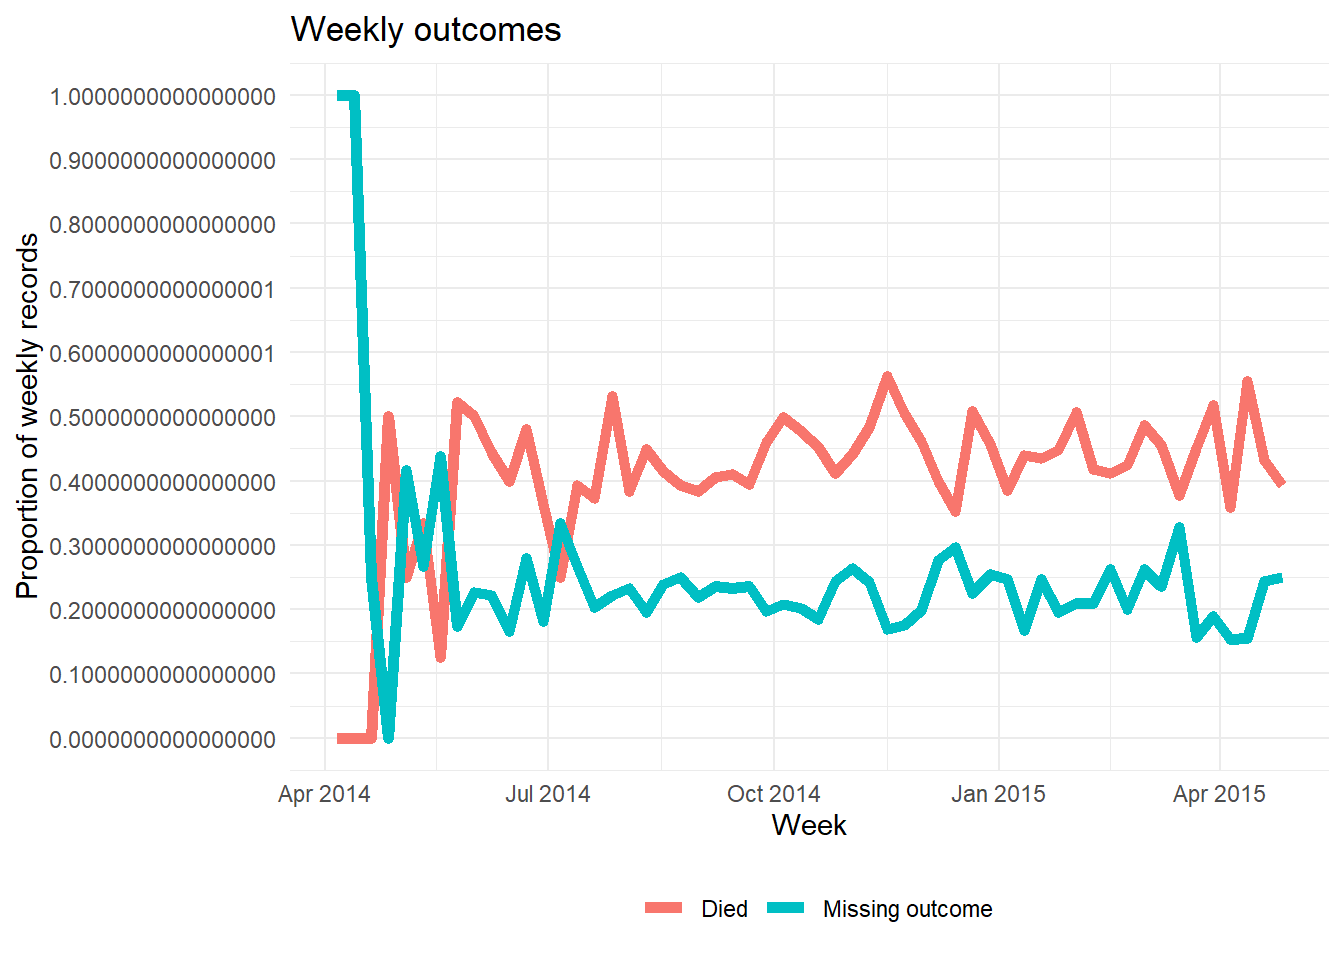 Weekly outcomes
Proportion of weekly records
1.0000000000000000
0.9000000000000000
0.8000000000000000
0.7000000000000001
0.6000000000000001
0.5000000000000000
0.4000000000000000
0.3000000000000000
0.2000000000000000
0.1000000000000000
0.0000000000000000
Apr 2014 Jul 2014 Oct 2014 Jan 2015 Apr 2015
Week
Died Missing outcome